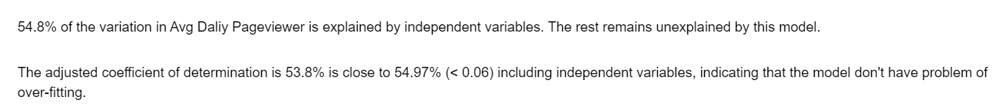 54.8% of the variation in Avg Daliy Pageviewer is explained by independent variables. The rest remains unexplained by this model.
The adjusted coefficient of determination is 53.8% is close to 54.97% (< 0.06) including independent variables, indicating that the model don't have problem of
over-fitting.